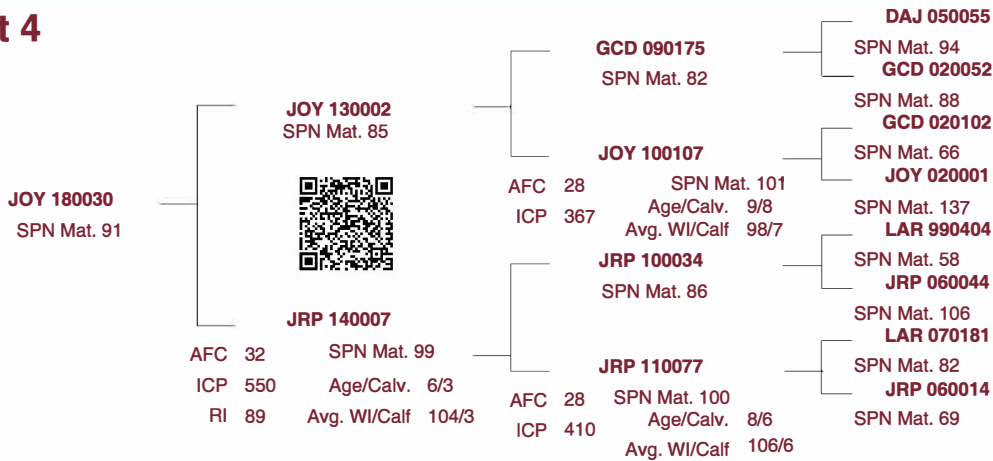 t 4
JOY 180030
SPN Mat. 91
JOY 130002
SPN Mat. 85
JRP 140007
AFC 32 SPN Mat. 99
ICP 550 Age/Calv. 6/3
RI 89 Avg. WI/Calf 104/3
GCD 090175
SPN Mat. 82
JOY 100107
AFC 28 SPN Mat. 101
ICP 367 Age/Calv. 9/8
Avg. WI/Calf 98/7
JRP 100034
SPN Mat. 86
JRP 110077
AFC 28 SPN Mat. 100
ICP 410 Age/Calv. 8/6
Avg. WI/Calf 106/6
DAJ 050055
SPN Mat. 94
GCD 020052
SPN Mat. 88
GCD 020102
SPN Mat. 66
JOY 020001
SPN Mat. 137
LAR 990404
SPN Mat. 58
JRP 060044
SPN Mat. 106
LAR 070181
SPN Mat. 82
JRP 060014
SPN Mat. 69